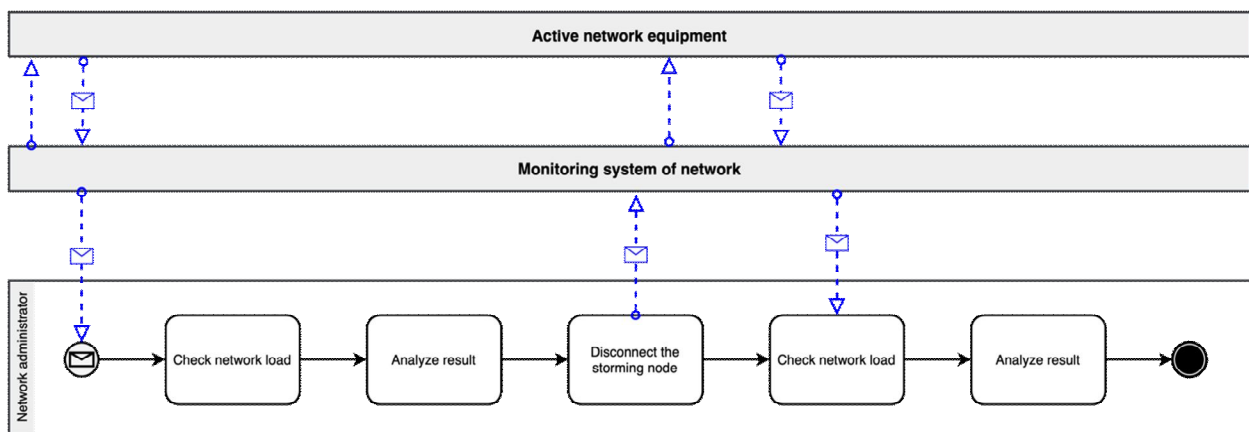 Active network equipment
Monitoring system of network
Network administrator
Check network load
Analyze result
Disconnect the
storming node
Check network load
Analyze result